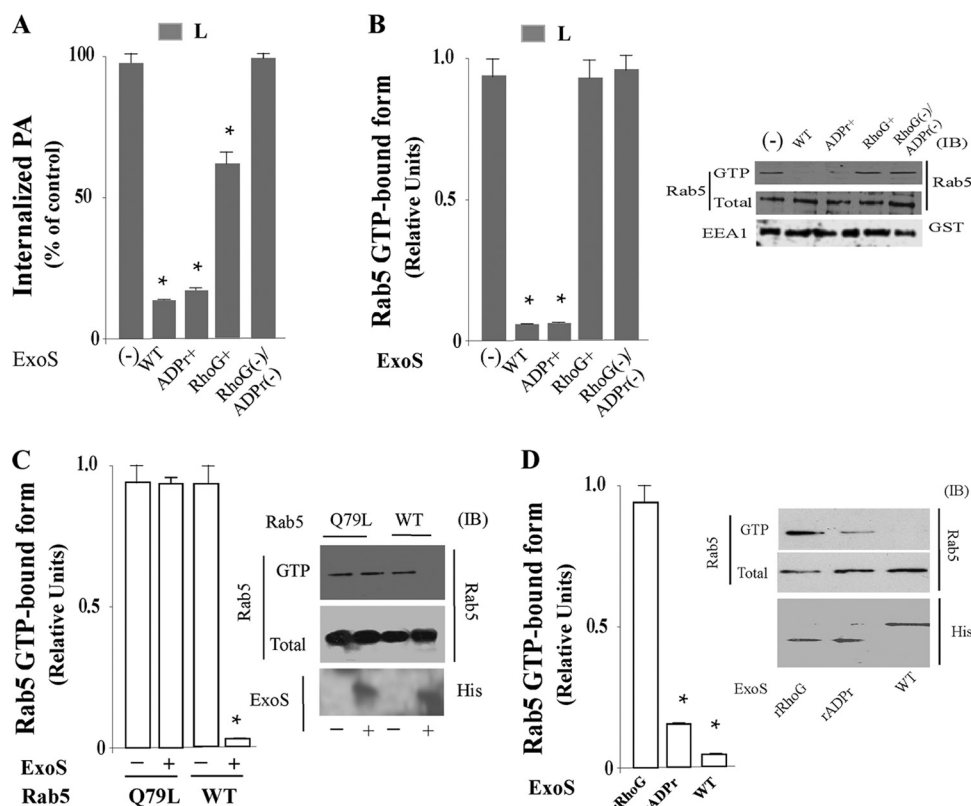 A
L
Internalized PA
(% of control)
100
50
0
*
*
*
ExoS
(-)
WT
ADPr+
RhoG+
RhoG(-)/
ADPr(-)
B
L
Rab5 GTP-bound form
(Relative Units)
1.0
0.5
0
* *
ExoS
(-)
WT
ADPr+
RhoG+
RhoG(-)/
ADPr(-)
(-)
WT
ADPr+
RhoG+
RhoG(-)/
ADPr(-)
(IB)
GTP
Rab5
Total
Rab5
EEA1
GST
C
Rab5 GTP-bound form
(Relative Units)
1.0
0.5
0
*
ExoS
− + − +
Rab5 Q79L WT
Rab5 Q79L WT (IB)
GTP
Rab5
Total
Rab5
ExoS
His
− + − +
D
Rab5 GTP-bound form
(Relative Units)
1.0
0.5
0.0
*
*
ExoS
rRhoG
rADPr
WT
(IB)
GTP
Rab5
Total
Rab5
His
ExoS
rRhoG
rADPr
WT